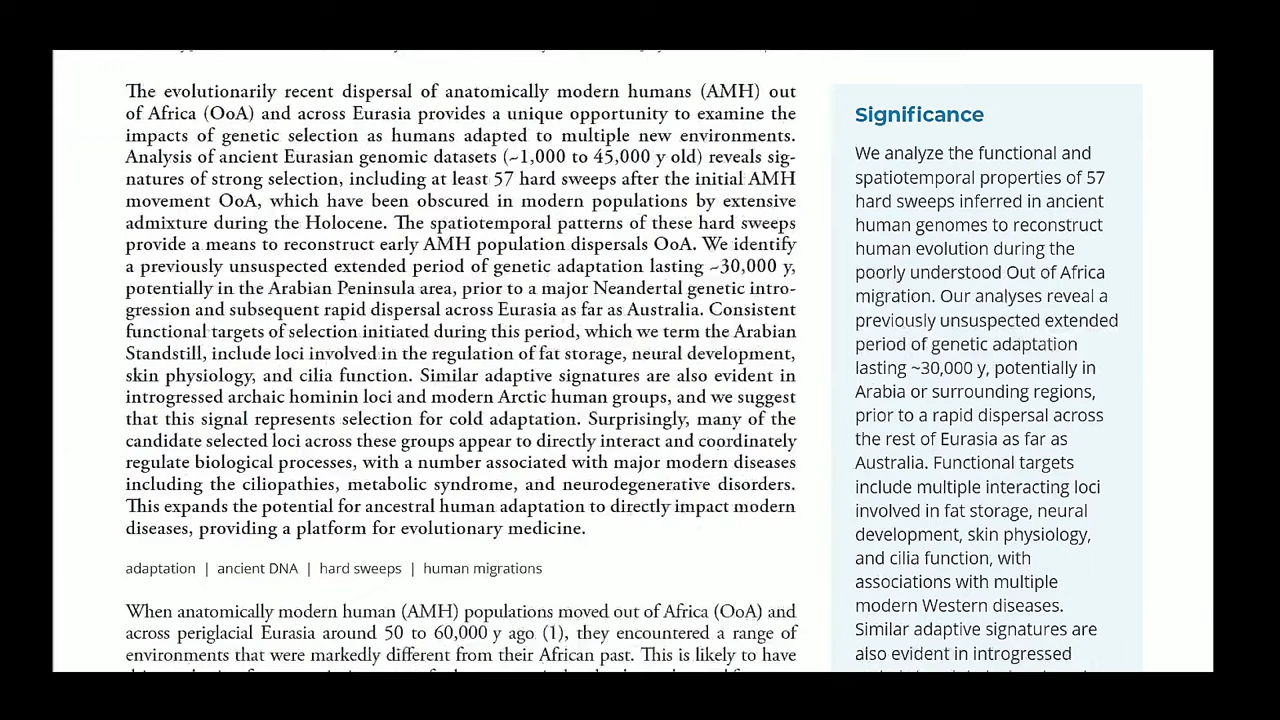 The evolutionarily recent dispersal of anatomically modern humans (AMH) out
of Africa (OoA) and across Eurasia provides a unique opportunity to examine the
impacts of genetic selection as humans adapted to multiple new environments.
Analysis of ancient Eurasian genomic datasets (~1,000 to 45,000 y old) reveals sig-
natures of strong selection, including at least 57 hard sweeps after the initial AMH
movement OoA, which have been obscured in modern populations by extensive
admixture during the Holocene. The spatiotemporal patterns of these hard sweeps
provide a means to reconstruct early AMH population dispersals OoA. We identify
a previously unsuspected extended period of genetic adaptation lasting ~30,000 y,
potentially in the Arabian Peninsula area, prior to a major Neandertal genetic intro-
gression and subsequent rapid dispersal across Eurasia as far as Australia. Consistent
functional targets of selection initiated during this period, which we term the Arabian
Standstill, include loci involved in the regulation of fat storage, neural development,
skin physiology, and cilia function. Similar adaptive signatures are also evident in
introgressed archaic hominin loci and modern Arctic human groups, and we suggest
that this signal represents selection for cold adaptation. Surprisingly, many of the
candidate selected loci across these groups appear to directly interact and coordinately
regulate biological processes, with a number associated with major modern diseases
including the ciliopathies, metabolic syndrome, and neurodegenerative disorders.
This expands the potential for ancestral human adaptation to directly impact modern
diseases, providing a platform for evolutionary medicine.
adaptation | ancient DNA | hard sweeps | human migrations
When anatomically modern human (AMH) populations moved out of Africa (OoA) and
across periglacial Eurasia around 50 to 60,000 y ago (1), they encountered a range of
environments that were markedly different from their African past. This is likely to have
Significance
We analyze the functional and
spatiotemporal properties of 57
hard sweeps inferred in ancient
human genomes to reconstruct
human evolution during the
poorly understood Out of Africa
migration. Our analyses reveal a
previously unsuspected extended
period of genetic adaptation
lasting ~30,000 y, potentially in
Arabia or surrounding regions,
prior to a rapid dispersal across
the rest of Eurasia as far as
Australia. Functional targets
include multiple interacting loci
involved in fat storage, neural
development, skin physiology,
and cilia function, with
associations with multiple
modern Western diseases.
Similar adaptive signatures are
also evident in introgressed